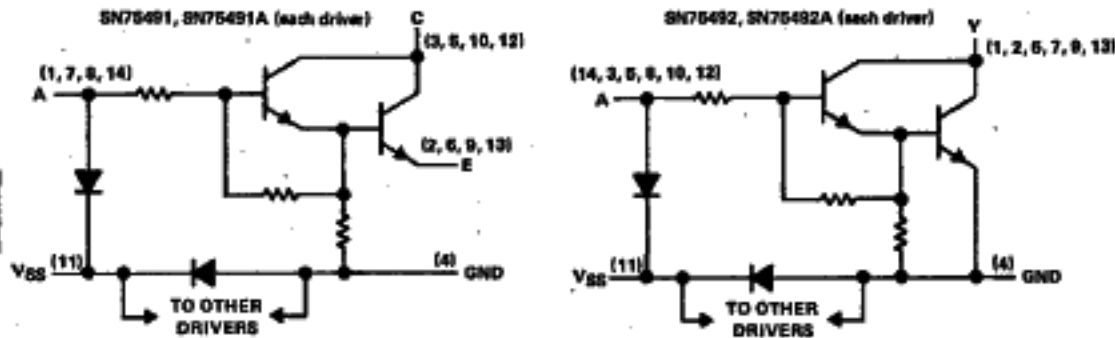 SN75491, SN75491A (each driver)
C
(3, 5, 10, 12)
(1, 7, 8, 14)
A
(2, 6, 9, 13)
E
VSS
(11)
(4)
GND
TO OTHER
DRIVERS
SN75492, SN75492A (each driver)
Y
(1, 2, 6, 7, 9, 13)
(14, 3, 5, 8, 10, 12)
A
VSS
(11)
(4)
GND
TO OTHER
DRIVERS